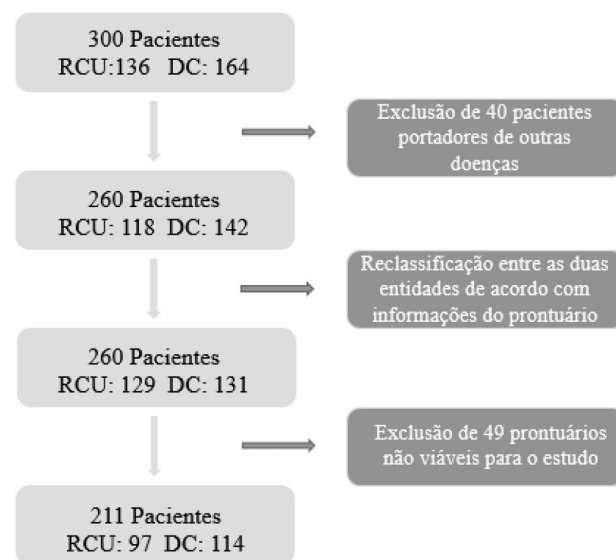 300 Pacientes
RCU:136 DC: 164
Exclusão de 40 pacientes
portadores de outras
doenças
260 Pacientes
RCU: 118 DC: 142
Reclassificação entre as duas
entidades de acordo com
informações do prontuário
260 Pacientes
RCU: 129 DC: 131
Exclusão de 49 prontuários
não viáveis para o estudo
211 Pacientes
RCU: 97 DC: 114